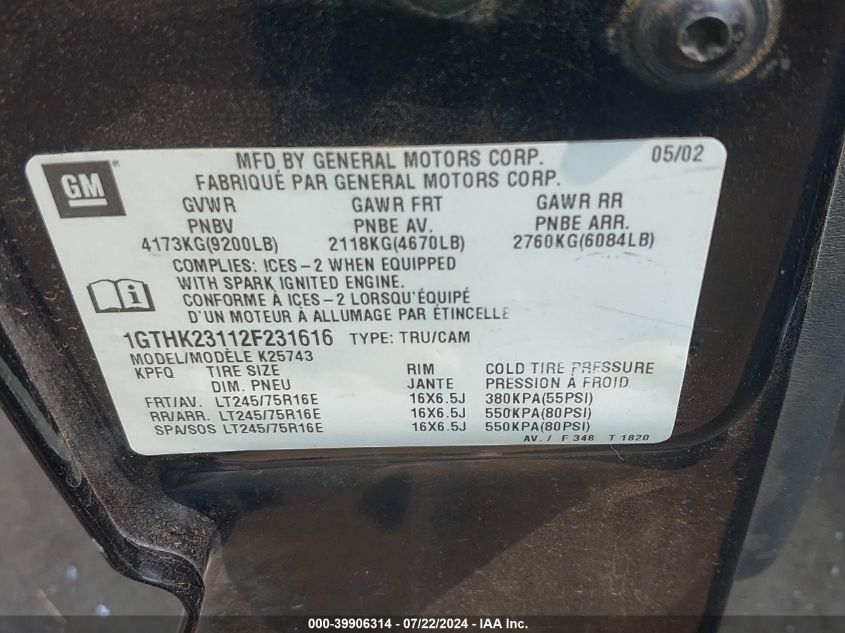 GM
MFD BY GENERAL MOTORS CORP. 05/02
FABRIQUÉ PAR GENERAL MOTORS CORP.
GVWR GAWR FRT GAWR RR
PNBV PNBE AV. PNBE ARR.
4173KG(9200LB) 2118KG(4670LB) 2760KG(6084LB)
COMPLIES: ICES-2 WHEN EQUIPPED
WITH SPARK IGNITED ENGINE.
CONFORME À ICES-2 LORSQU'ÉQUIPÉ
D'UN MOTEUR À ALLUMAGE PAR ÉTINCELLE
1GTHK23112F231616 TYPE: TRU/CAM
MODEL/MODÈLE K25743
KPFQ TIRE SIZE RIM COLD TIRE PRESSURE
DIM. PNEU JANTE PRESSION À FROID
FRT/AV. LT245/75R16E 16X6.5J 380KPA(55PSI)
RR/ARR. LT245/75R16E 16X6.5J 550KPA(80PSI)
SPA/SOS LT245/75R16E 16X6.5J 550KPA(80PSI)
AV./ F 348 T 1820
000-39906314 - 07/22/2024 - IAA Inc.